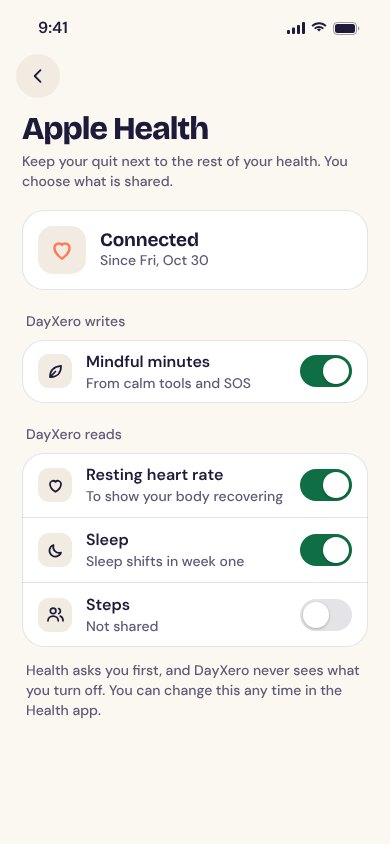 9:41
Apple Health
Keep your quit next to the rest of your health. You
choose what is shared.
Connected
Since Fri, Oct 30
DayXero writes
Mindful minutes
From calm tools and SOS
DayXero reads
Resting heart rate
To show your body recovering
Sleep
Sleep shifts in week one
Steps
Not shared
Health asks you first, and DayXero never sees what
you turn off. You can change this any time in the
Health app.